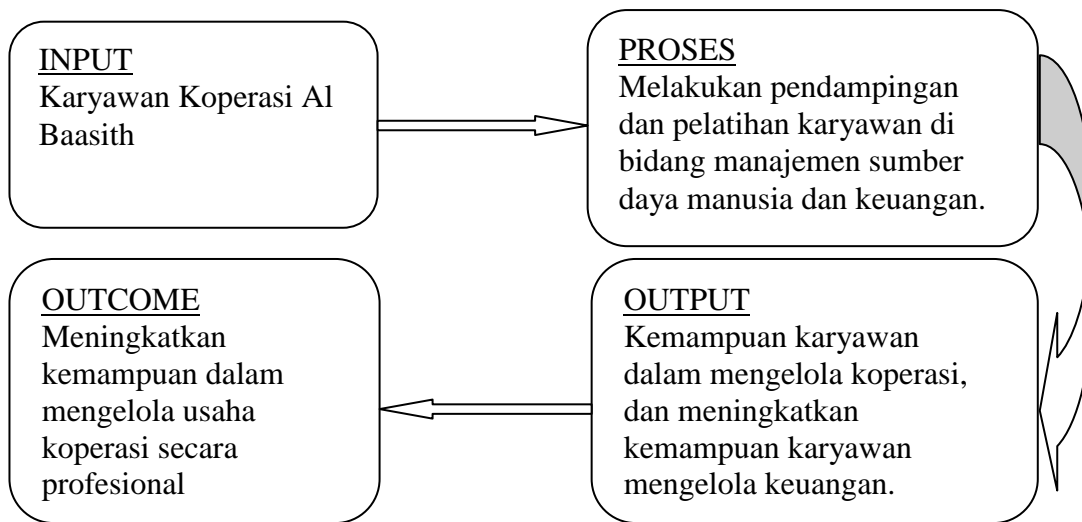 INPUT
Karyawan Koperasi Al
Baasith
PROSES
Melakukan pendampingan
dan pelatihan karyawan di
bidang manajemen sumber
daya manusia dan keuangan.
OUTPUT
Kemampuan karyawan
dalam mengelola koperasi,
dan meningkatkan
kemampuan karyawan
mengelola keuangan.
OUTCOME
Meningkatkan
kemampuan dalam
mengelola usaha
koperasi secara
profesional